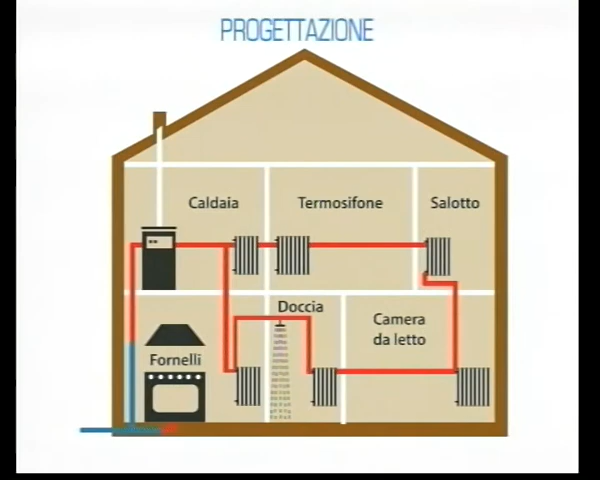 PROGETTAZIONE
Caldaia
Termosifone
Salotto
Doccia
Camera
da letto
Fornelli